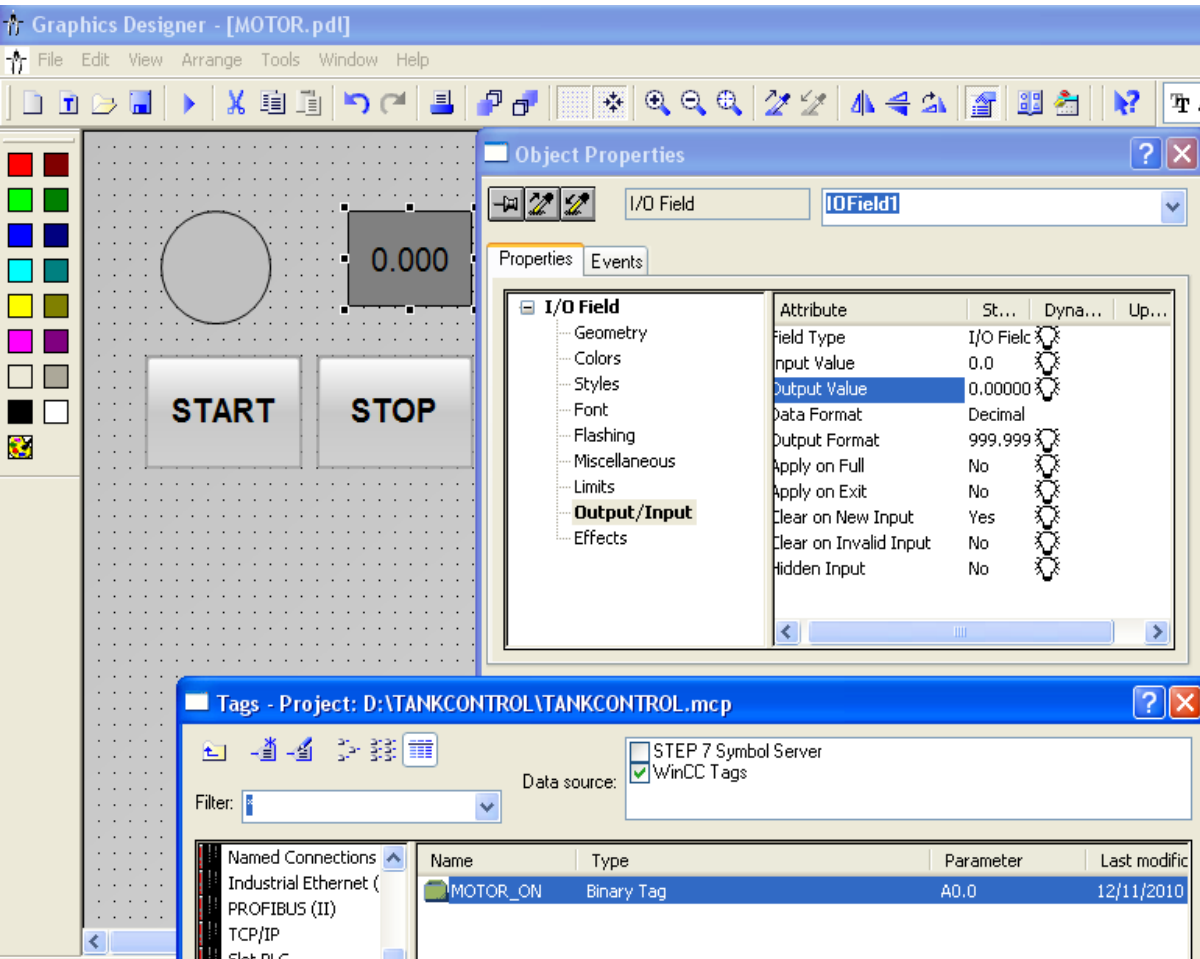 Graphics Designer - [MOTOR.pdl]
File Edit View Arrange Tools Window Help
Object Properties
I/O Field
IOField1
Properties
Events
I/O Field
Geometry
Colors
Styles
Font
Flashing
Miscellaneous
Limits
Output/Input
Effects
Attribute St... Dyna... Up...
Field Type I/O Fielc
Input Value 0.0
Output Value 0.00000
Data Format Decimal
Output Format 999.999
Apply on Full No
Apply on Exit No
Clear on New Input Yes
Clear on Invalid Input No
Hidden Input No
0.000
START
STOP
Tags - Project: D:\TANKCONTROL\TANKCONTROL.mcp
Data source:
STEP 7 Symbol Server
WinCC Tags
Filter: *
Named Connections
Industrial Ethernet (
PROFIBUS (II)
TCP/IP
Slot PLC
Name Type Parameter Last modific
MOTOR_ON Binary Tag A0.0 12/11/2010